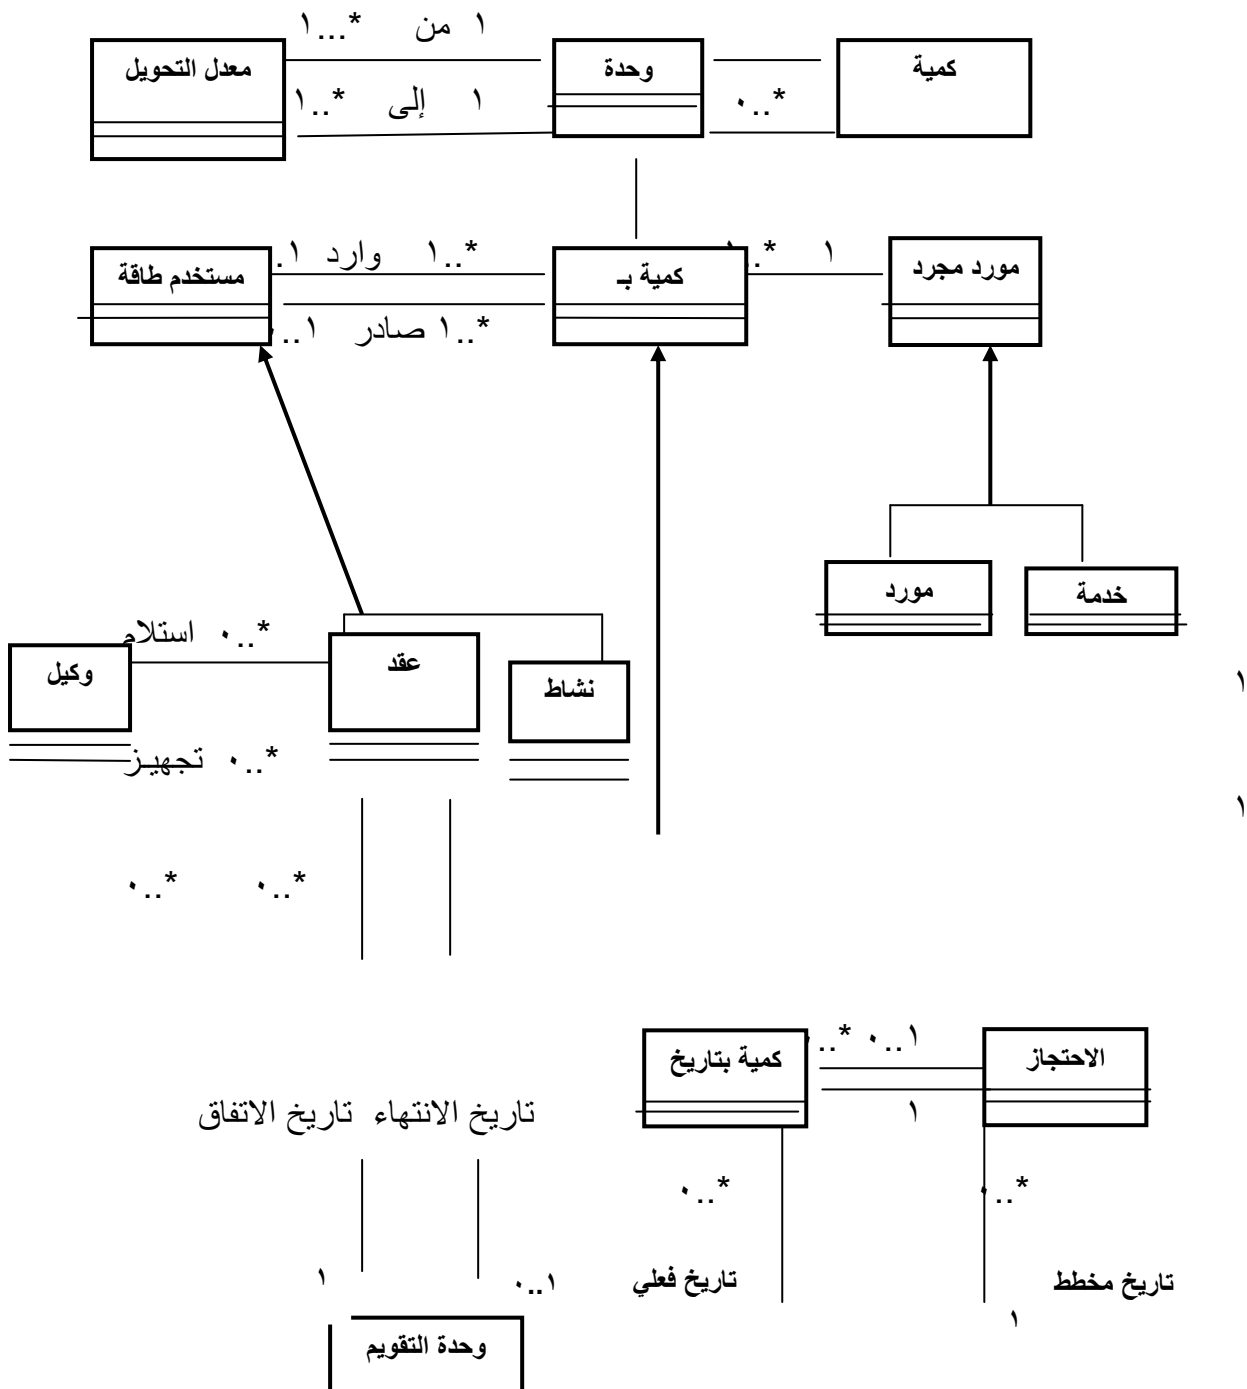 ١ من *...١
معدل التحويل
وحدة
كمية
١ إلى *..١
*..٠
*..١ وارد ١..
*..
١
مستخدم طاقة
كمية بـ
مورد مجرد
*..١ صادر ١..
مورد
خدمة
*..٠ استلام
وكيل
عقد
نشاط
١
*..٠ تجهيز
١
*..٠ *..٠
كمية بتاريخ
*.. ١..٠
الاحتجاز
١
تاريخ الانتهاء تاريخ الاتفاق
*..٠
*..٠
١
١..٠
تاريخ فعلي
تاريخ مخطط
١
وحدة التقويم